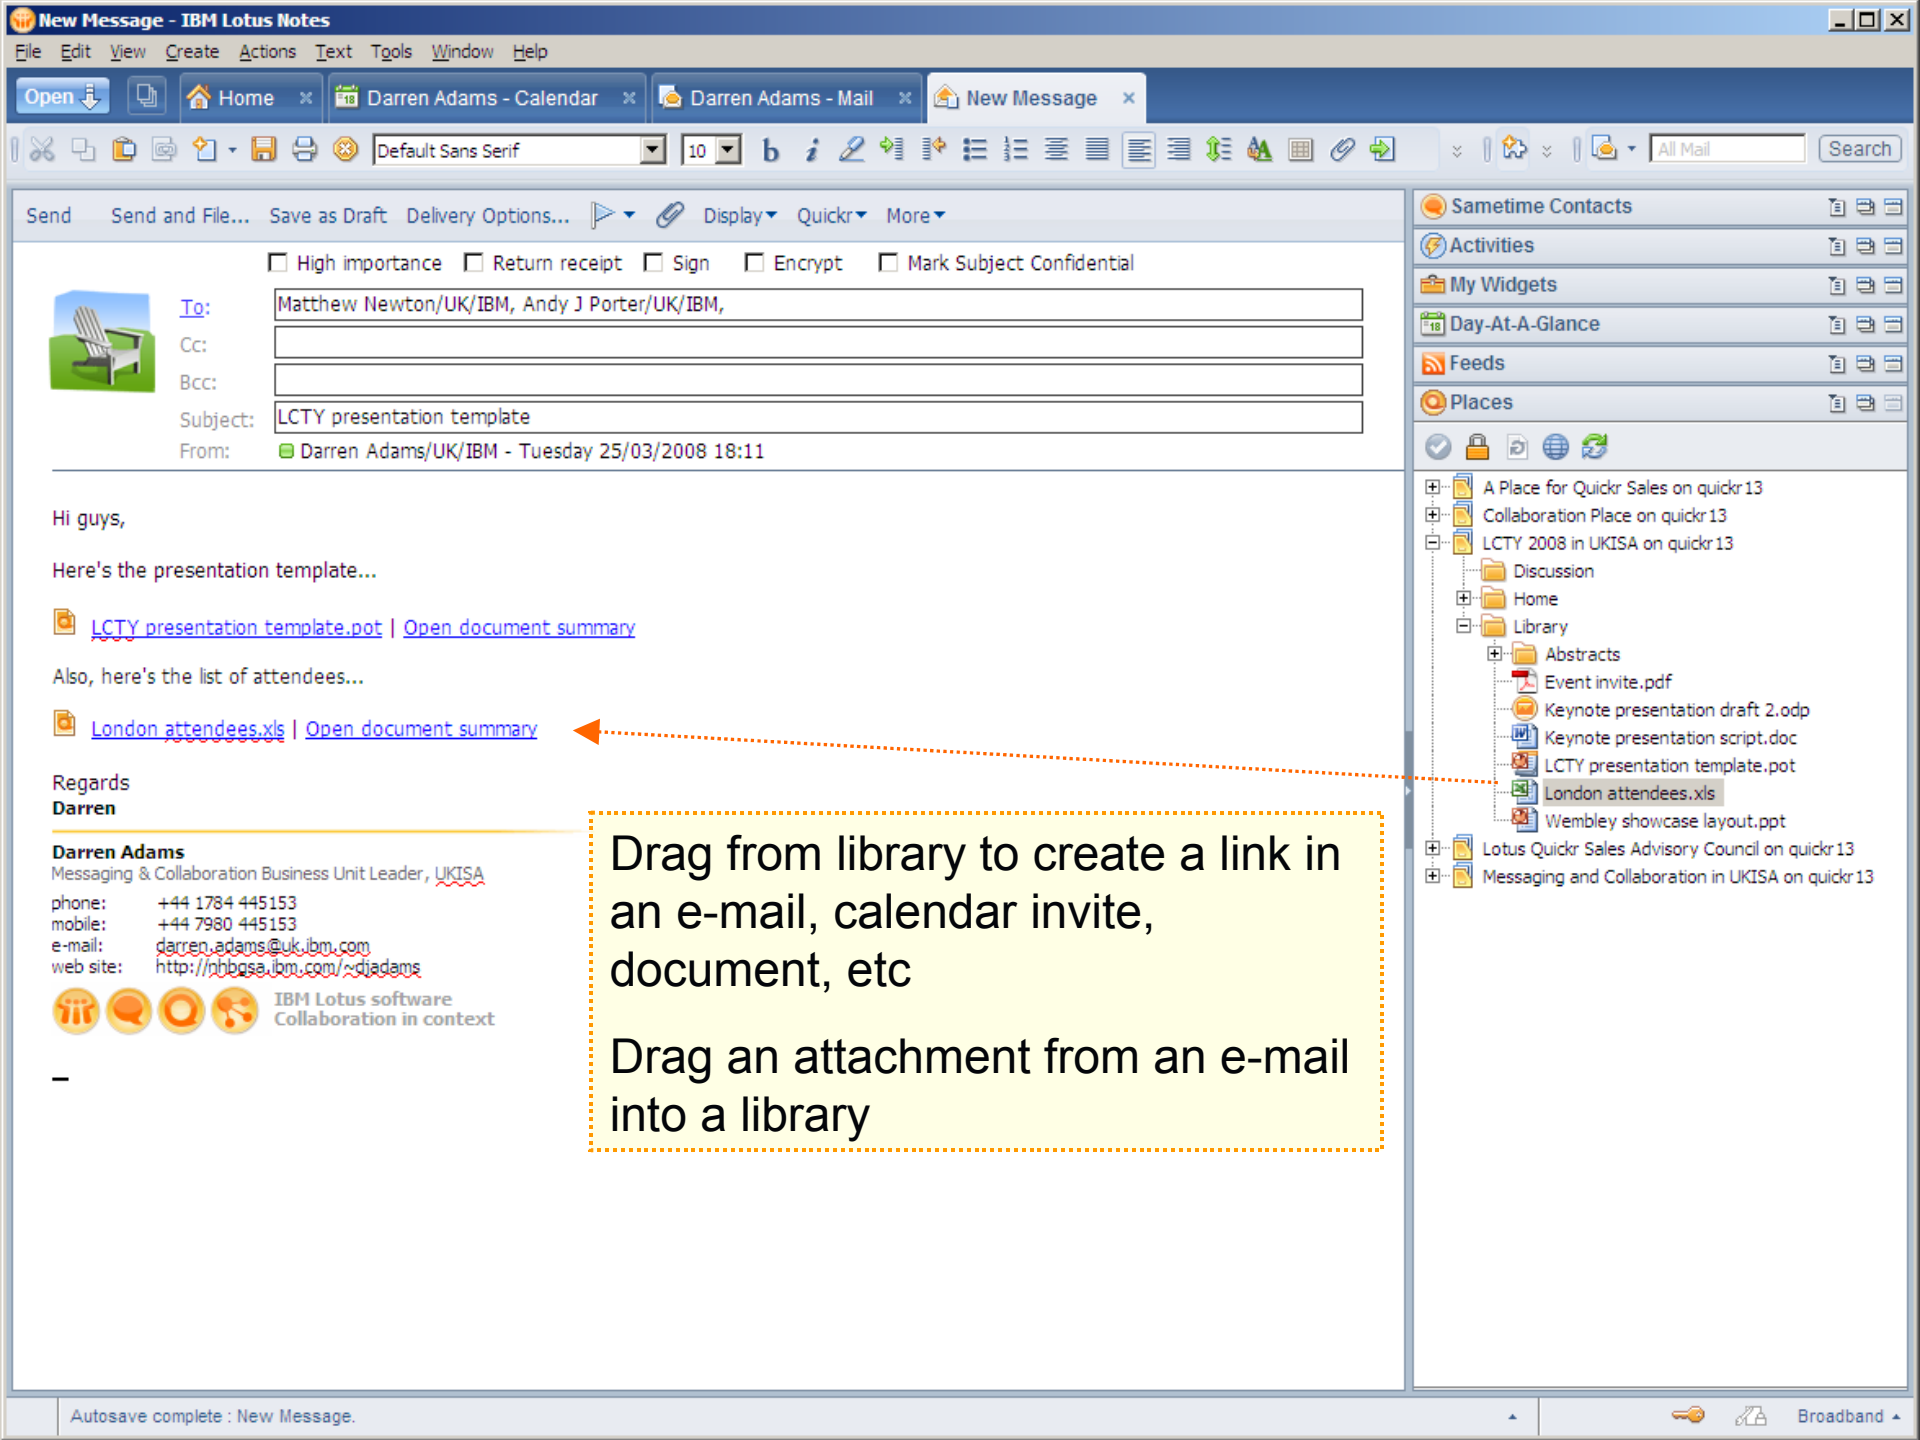 New Message - IBM Lotus Notes
File Edit View Create Actions Text Tools Window Help
Open Home Darren Adams - Calendar Darren Adams - Mail New Message
Default Sans Serif 10 b i All Mail Search
Send Send and File... Save as Draft Delivery Options... Display Quickr More
High importance Return receipt Sign Encrypt Mark Subject Confidential
To: Matthew Newton/UK/IBM, Andy J Porter/UK/IBM,
Cc:
Bcc:
Subject: LCTY presentation template
From: Darren Adams/UK/IBM - Tuesday 25/03/2008 18:11
Hi guys,
Here's the presentation template...
LCTY presentation template.pot | Open document summary
Also, here's the list of attendees...
London attendees.xls | Open document summary
Regards
Darren
Darren Adams
Messaging & Collaboration Business Unit Leader, UKISA
phone: +44 1784 445153
mobile: +44 7980 445153
e-mail: darren.adams@uk.ibm.com
web site: http://nhbgsa.ibm.com/~djadams
IBM Lotus software
Collaboration in context
Drag from library to create a link in
an e-mail, calendar invite,
document, etc
Drag an attachment from an e-mail
into a library
Sametime Contacts
Activities
My Widgets
18 Day-At-A-Glance
Feeds
Places
A Place for Quickr Sales on quickr13
Collaboration Place on quickr13
LCTY 2008 in UKISA on quickr13
Discussion
Home
Library
Abstracts
Event invite.pdf
Keynote presentation draft 2.odp
Keynote presentation script.doc
LCTY presentation template.pot
London attendees.xls
Wembley showcase layout.ppt
Lotus Quickr Sales Advisory Council on quickr13
Messaging and Collaboration in UKISA on quickr13
Autosave complete : New Message.
Broadband